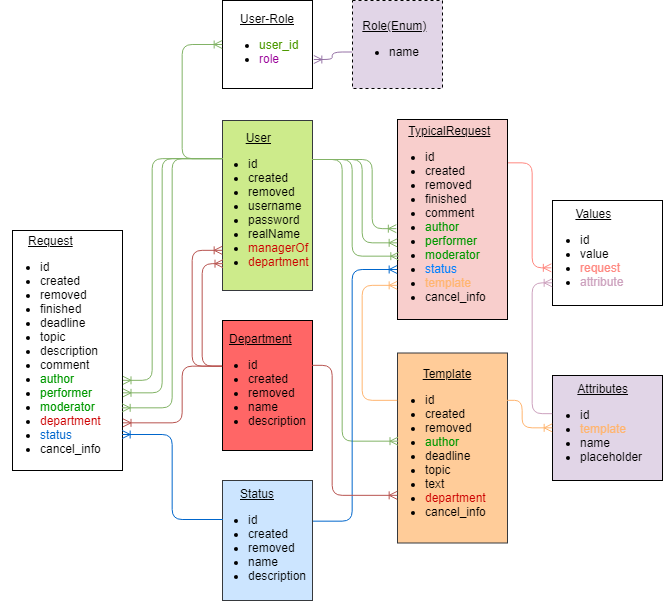 User-Role
user_id
role
Role(Enum)
name
User
id
created
removed
username
password
realName
managerOf
department
TypicalRequest
id
created
removed
finished
comment
author
performer
moderator
status
template
cancel_info
Values
id
value
request
attribute
Request
id
created
removed
finished
deadline
topic
description
comment
author
performer
moderator
department
status
cancel_info
Department
id
created
removed
name
description
Template
id
created
removed
author
deadline
topic
text
department
cancel_info
Attributes
id
template
name
placeholder
Status
id
created
removed
name
description